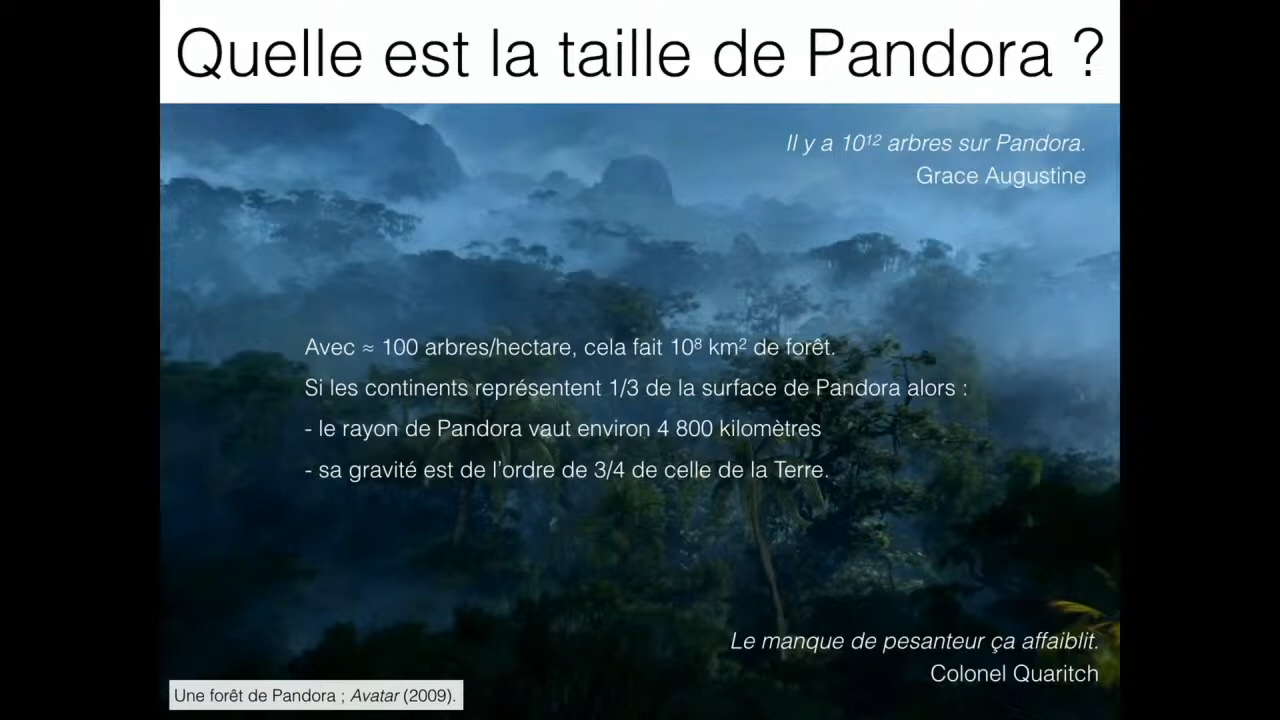 Quelle est la taille de Pandora ?
Il y a 10¹² arbres sur Pandora.
Grace Augustine
Avec ≈ 100 arbres/hectare, cela fait 10⁸ km² de forêt.
Si les continents représentent 1/3 de la surface de Pandora alors :
- le rayon de Pandora vaut environ 4 800 kilomètres
- sa gravité est de l’ordre de 3/4 de celle de la Terre.
Le manque de pesanteur ça affaiblit.
Colonel Quaritch
Une forêt de Pandora ; Avatar (2009).